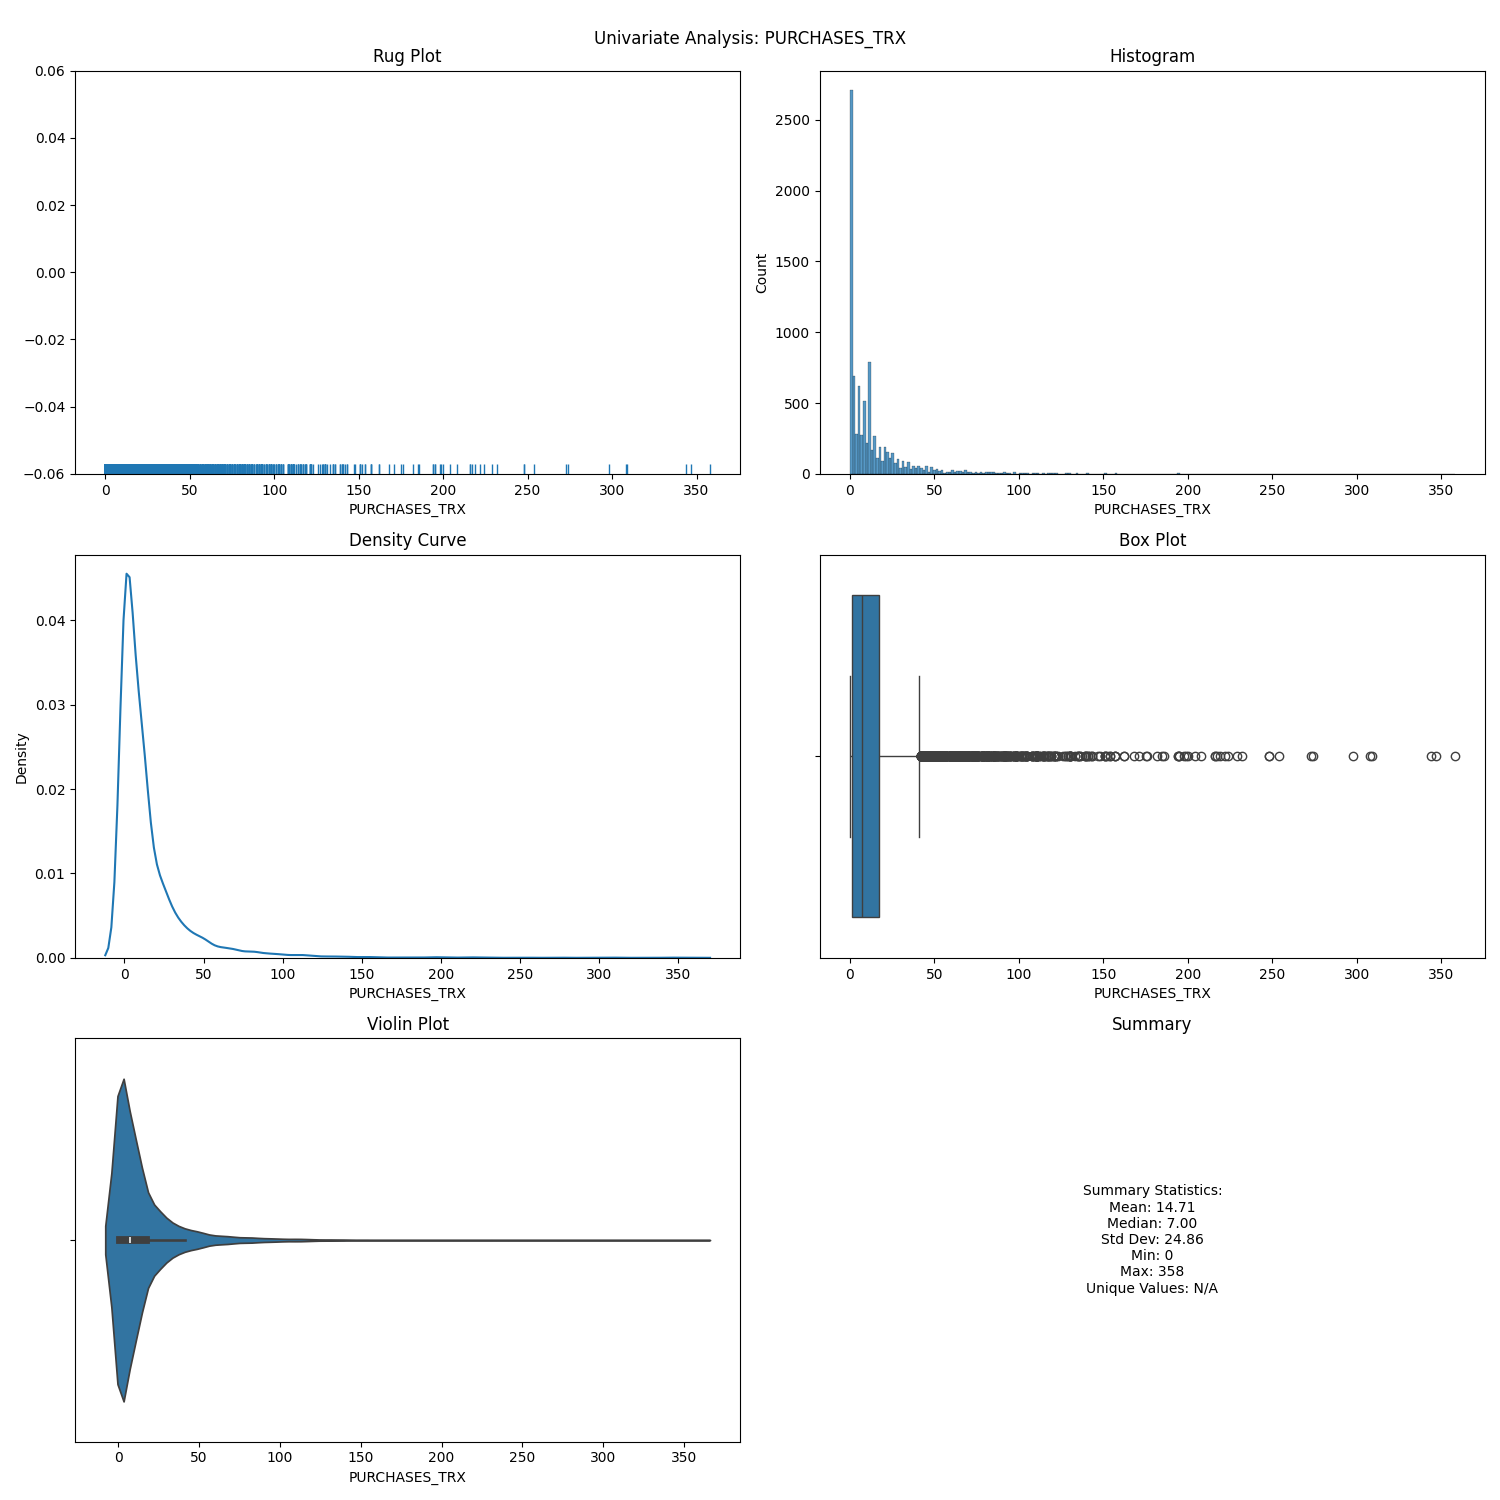 Univariate Analysis: PURCHASES_TRX
Rug Plot
0.06
0.04
0.02
0.00
−0.02
−0.04
−0.06
0 50 100 150 200 250 300 350
PURCHASES_TRX
Histogram
Count
2500
2000
1500
1000
500
0
0 50 100 150 200 250 300 350
PURCHASES_TRX
Density Curve
Density
0.04
0.03
0.02
0.01
0.00
0 50 100 150 200 250 300 350
PURCHASES_TRX
Box Plot
0 50 100 150 200 250 300 350
PURCHASES_TRX
Violin Plot
0 50 100 150 200 250 300 350
PURCHASES_TRX
Summary
Summary Statistics:
Mean: 14.71
Median: 7.00
Std Dev: 24.86
Min: 0
Max: 358
Unique Values: N/A